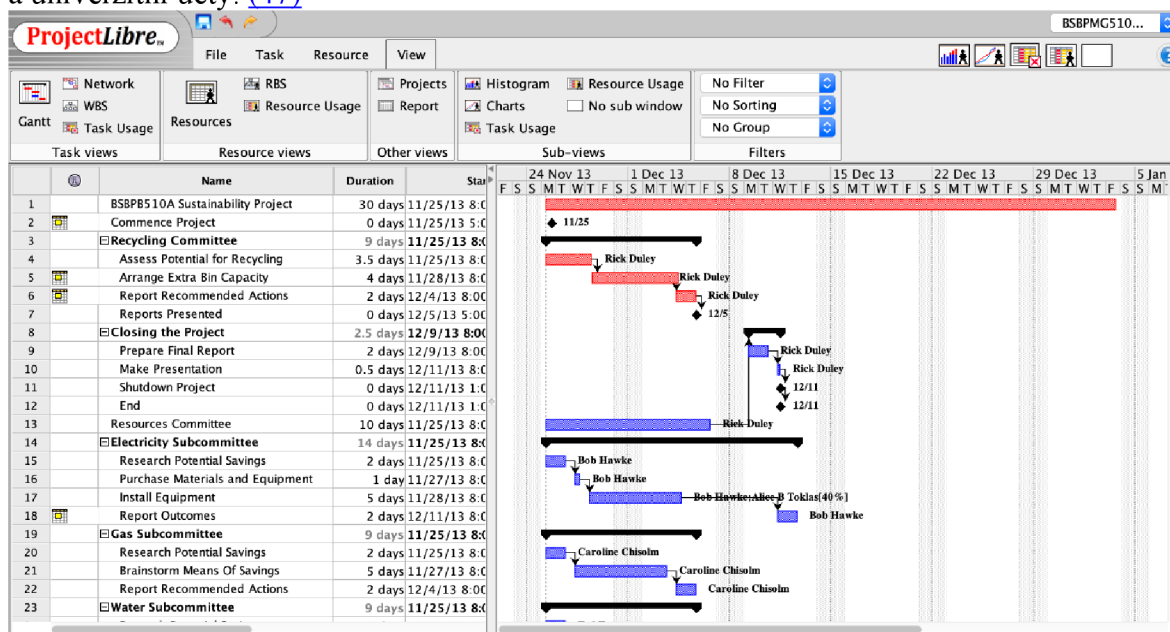 a univerzitní účty. (47)
BSBPMG510...
ProjectLibre™
File Task Resource View
Network RBS Projects Histogram Resource Usage No Filter
WBS Resource Usage Report Charts No sub window No Sorting
Gantt Task Usage Resources Task Usage No Group
Task views Resource views Other views Sub-views Filters
24 Nov 13 1 Dec 13 8 Dec 13 15 Dec 13 22 Dec 13 29 Dec 13 5 Jan
Name Duration Star F S S M T W T F S S M T W T F S S M T W T F S S M T W T F S S M T W T F S S M T W T F S S M
1 BSBPB510A Sustainability Project 30 days 11/25/13 8:0
2 Commence Project 0 days 11/25/13 5:0 11/25
3 Recycling Committee 9 days 11/25/13 8:0
4 Assess Potential for Recycling 3.5 days 11/25/13 8:0 Rick Duley
5 Arrange Extra Bin Capacity 4 days 11/28/13 8:0 Rick Duley
6 Report Recommended Actions 2 days 12/4/13 8:00 Rick Duley
7 Reports Presented 0 days 12/5/13 5:00 12/5
8 Closing the Project 2.5 days 12/9/13 8:00
9 Prepare Final Report 2 days 12/9/13 8:00 Rick Duley
10 Make Presentation 0.5 days 12/11/13 8:0 Rick Duley
11 Shutdown Project 0 days 12/11/13 1:0 12/11
12 End 0 days 12/11/13 1:0 12/11
13 Resources Committee 10 days 11/25/13 8:0 Rick Duley
14 Electricity Subcommittee 14 days 11/25/13 8:0
15 Research Potential Savings 2 days 11/25/13 8:0 Bob Hawke
16 Purchase Materials and Equipment 1 day 11/27/13 8:0 Bob Hawke
17 Install Equipment 5 days 11/28/13 8:0 Bob Hawke;Alice B Toklas[40%]
18 Report Outcomes 2 days 12/11/13 8:0 Bob Hawke
19 Gas Subcommittee 9 days 11/25/13 8:0
20 Research Potential Savings 2 days 11/25/13 8:0 Caroline Chisolm
21 Brainstorm Means Of Savings 5 days 11/27/13 8:0 Caroline Chisolm
22 Report Recommended Actions 2 days 12/4/13 8:00 Caroline Chisolm
23 Water Subcommittee 9 days 11/25/13 8:0